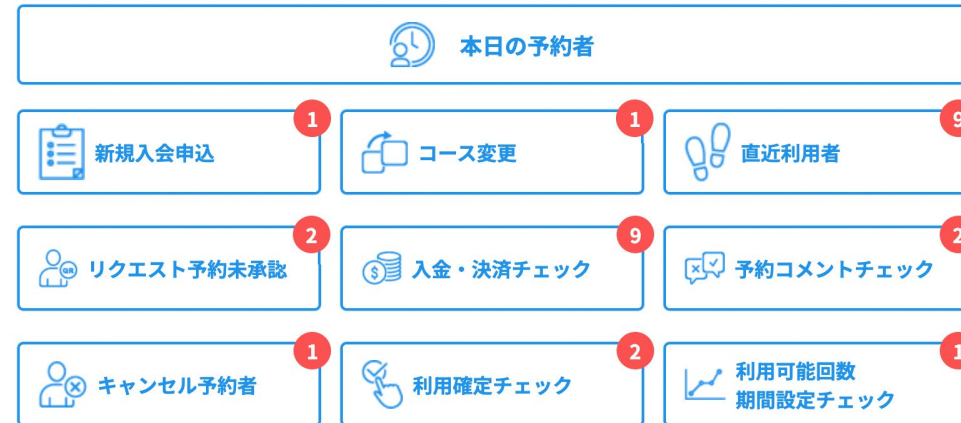 本日の予約者
1
1
9
新規入会申込
コース変更
直近利用者
2
9
2
QR
リクエスト予約未承認
$
入金・決済チェック
予約コメントチェック
1
2
1
キャンセル予約者
利用確定チェック
利用可能回数
期間設定チェック